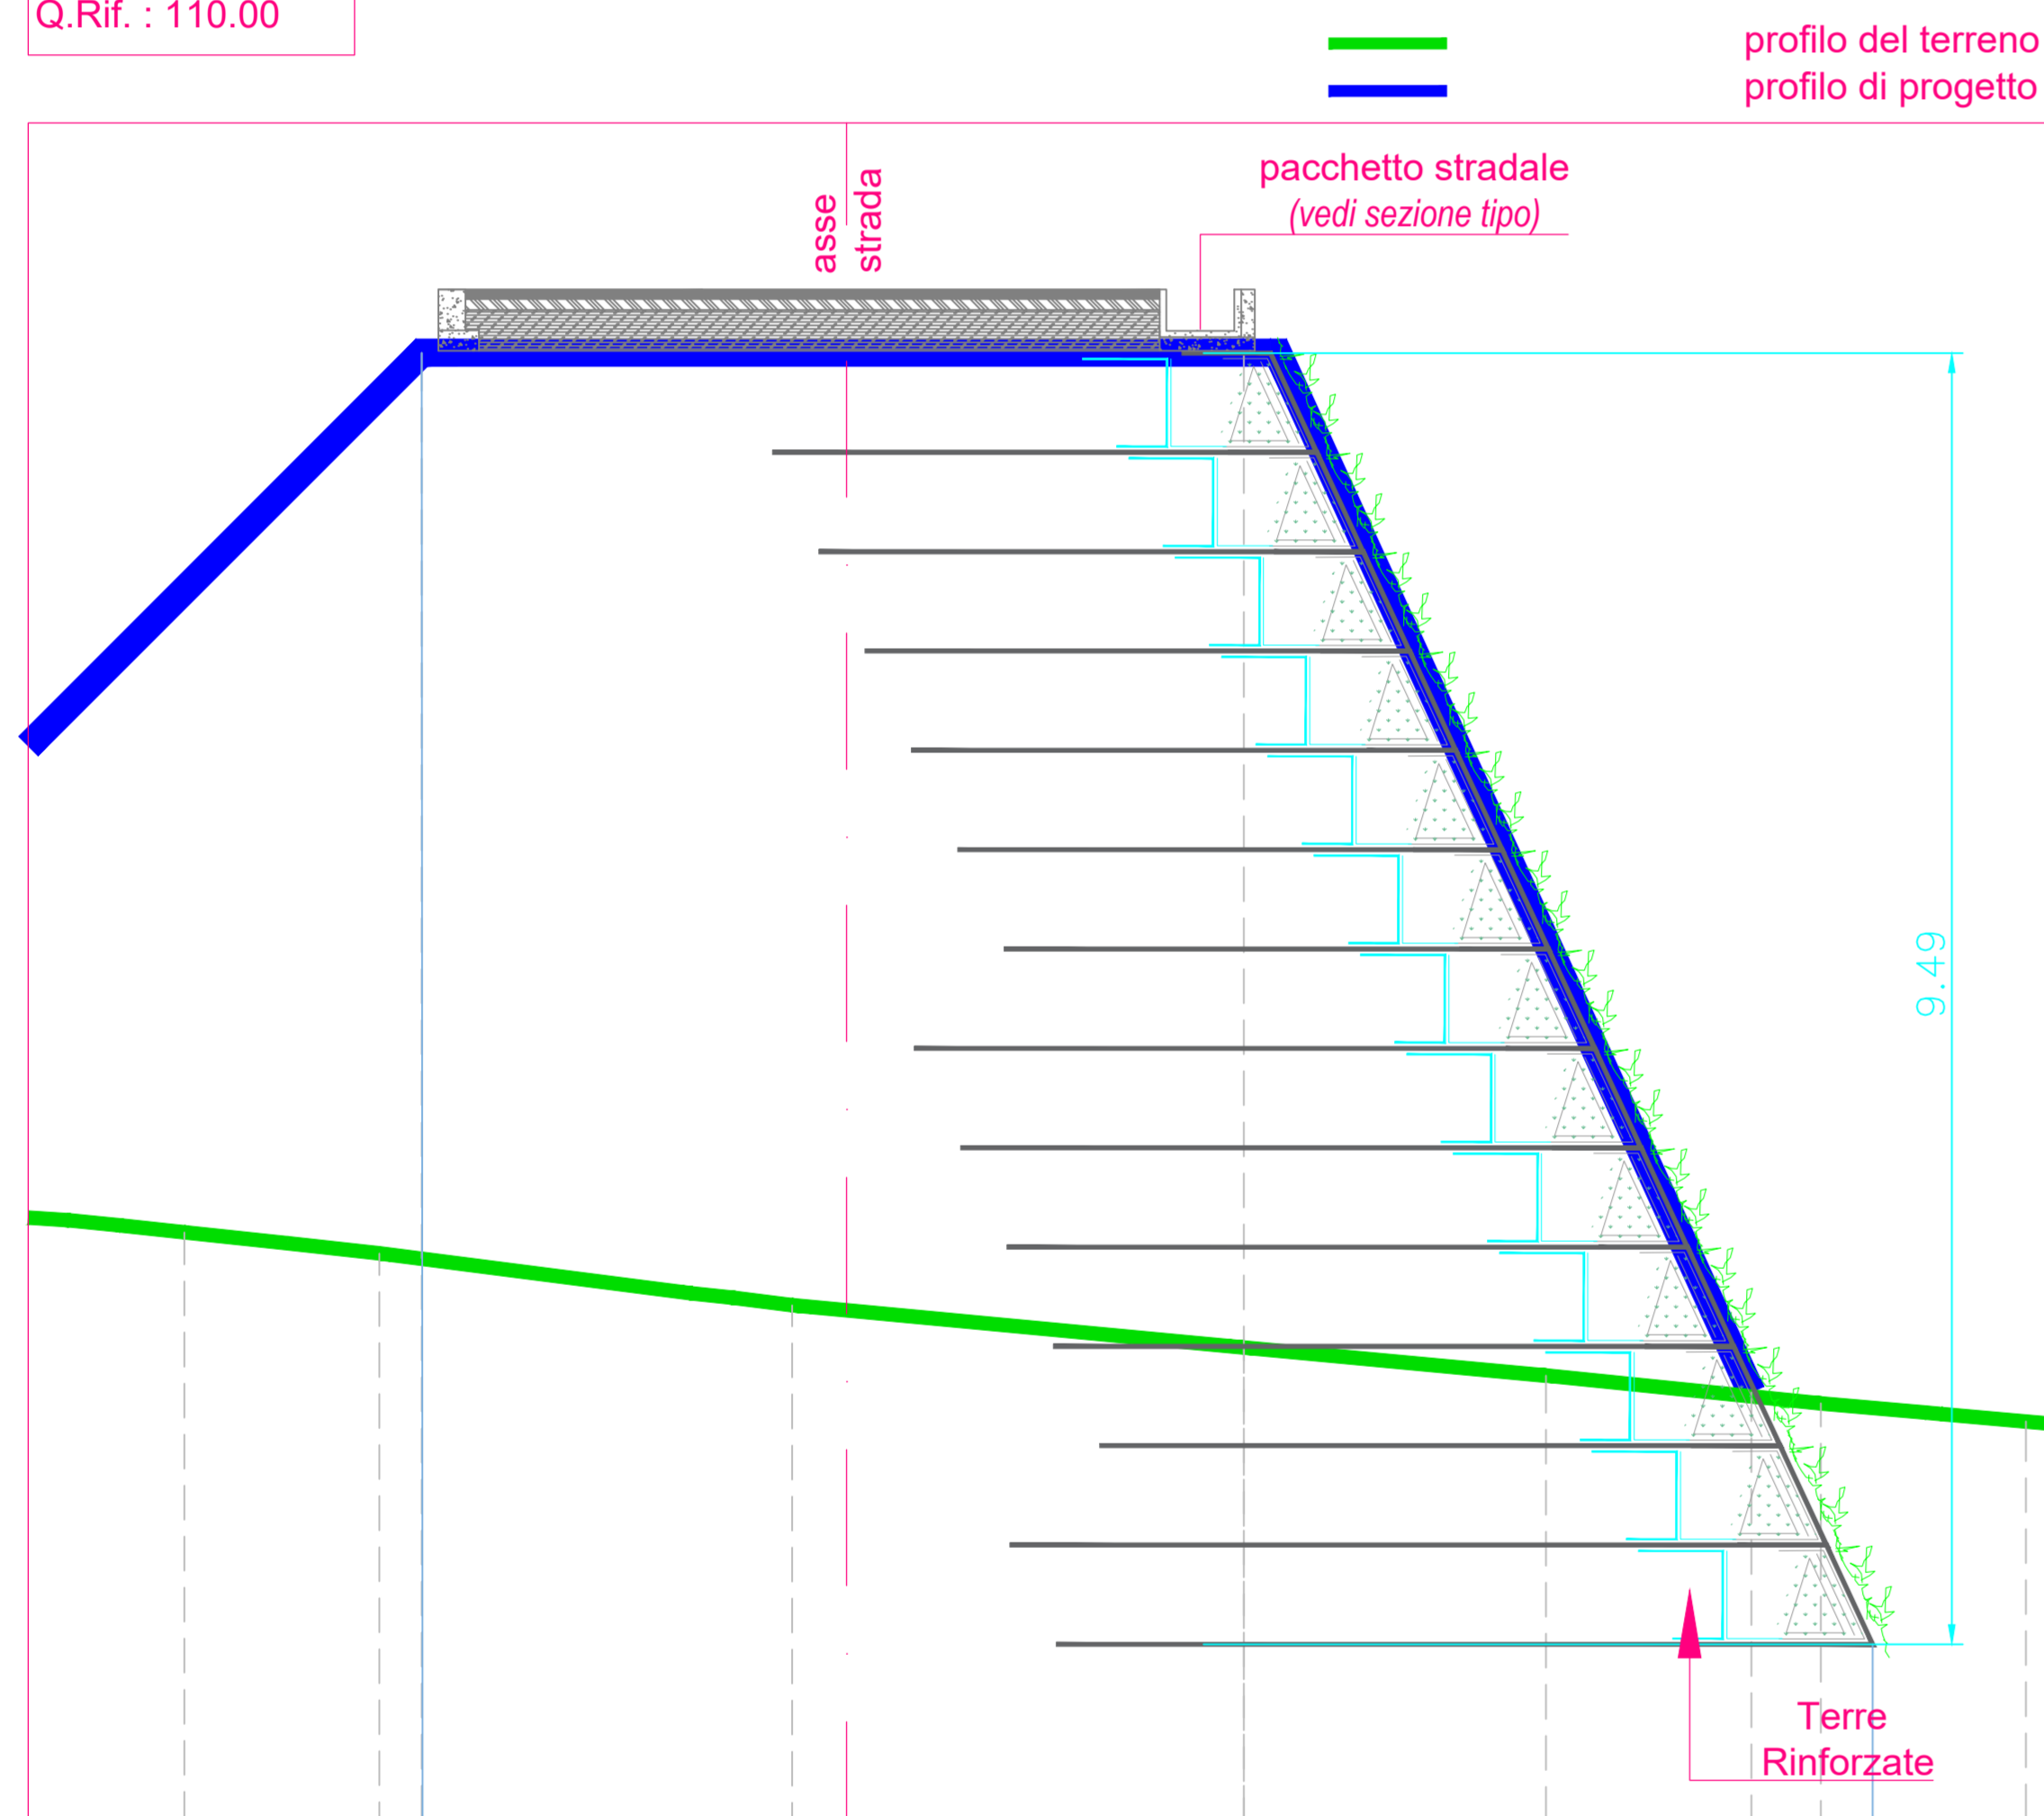 Q.Rif. : 110.00
profilo del terreno
profilo di progetto
pacchetto stradale
(vedi sezione tipo)
asse
strada
9.49
Terre
Rinforzate